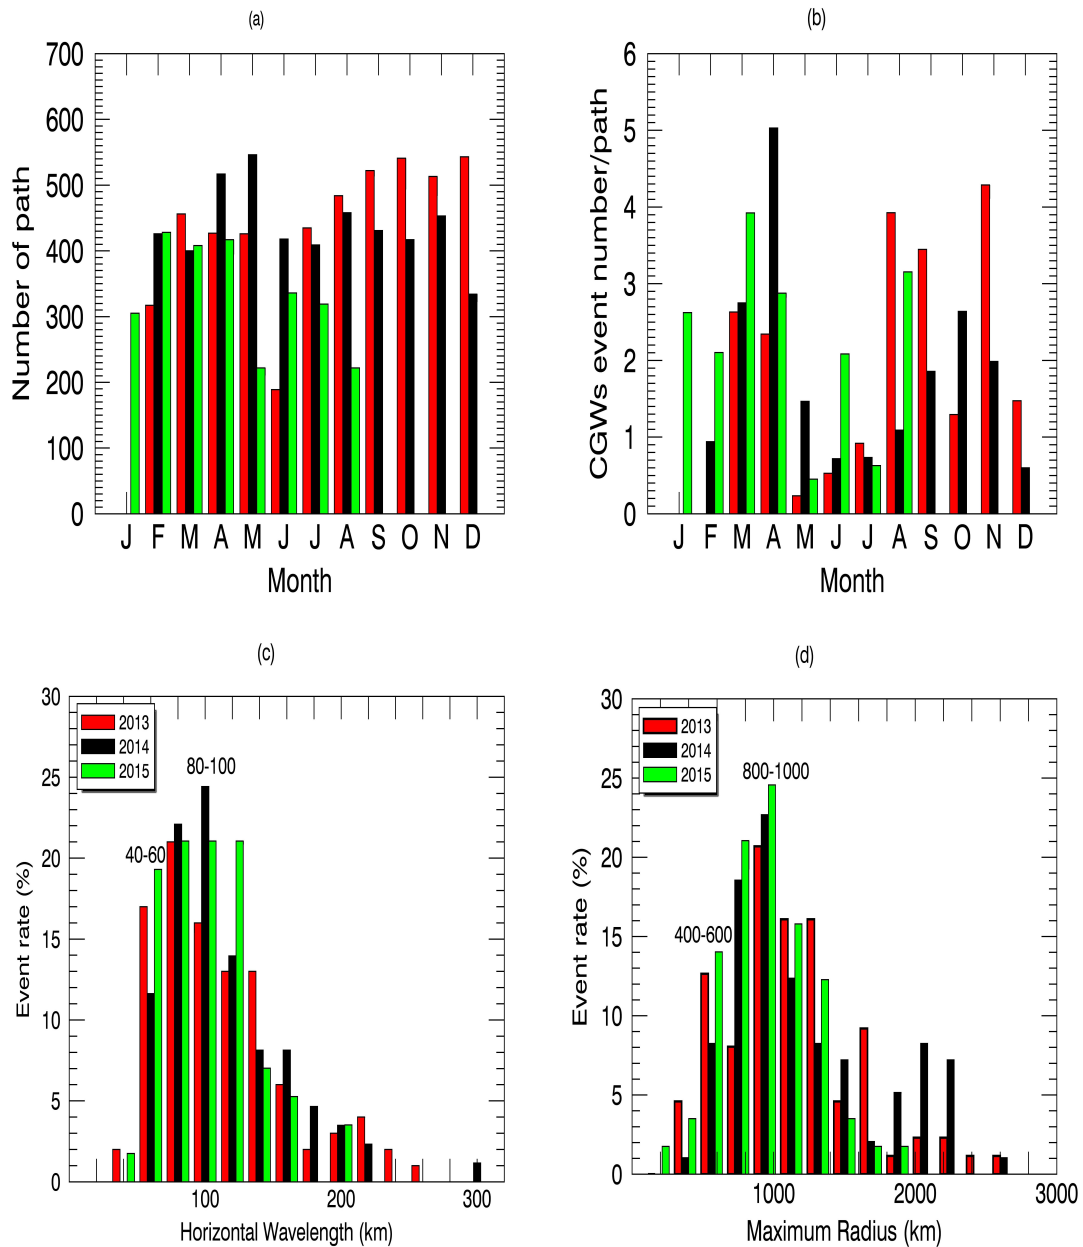 (a)
700
600
500
400
300
200
100
0
Number of path
J F M A M J J A S O N D
Month
(b)
6
5
4
3
2
1
0
CGWs event number/path
J F M A M J J A S O N D
Month
(c)
30
25
20
15
10
5
0
Event rate (%)
2013
2014
2015
40-60
80-100
100 200 300
Horizontal Wavelength (km)
(d)
30
25
20
15
10
5
0
Event rate (%)
2013
2014
2015
400-600
800-1000
1000 2000 3000
Maximum Radius (km)